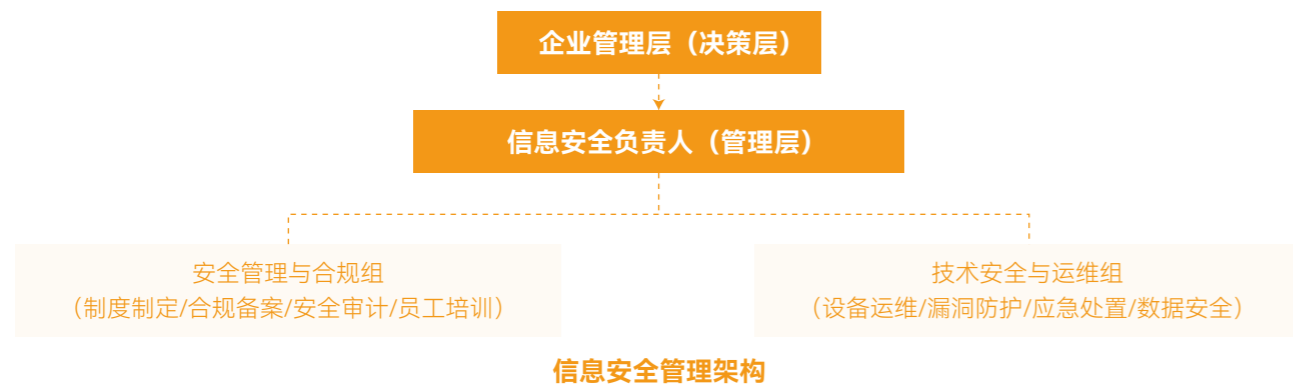 企业管理层（决策层）
信息安全负责人（管理层）
安全管理与合规组
（制度制定/合规备案/安全审计/员工培训）
技术安全与运维组
（设备运维/漏洞防护/应急处置/数据安全）
信息安全管理架构